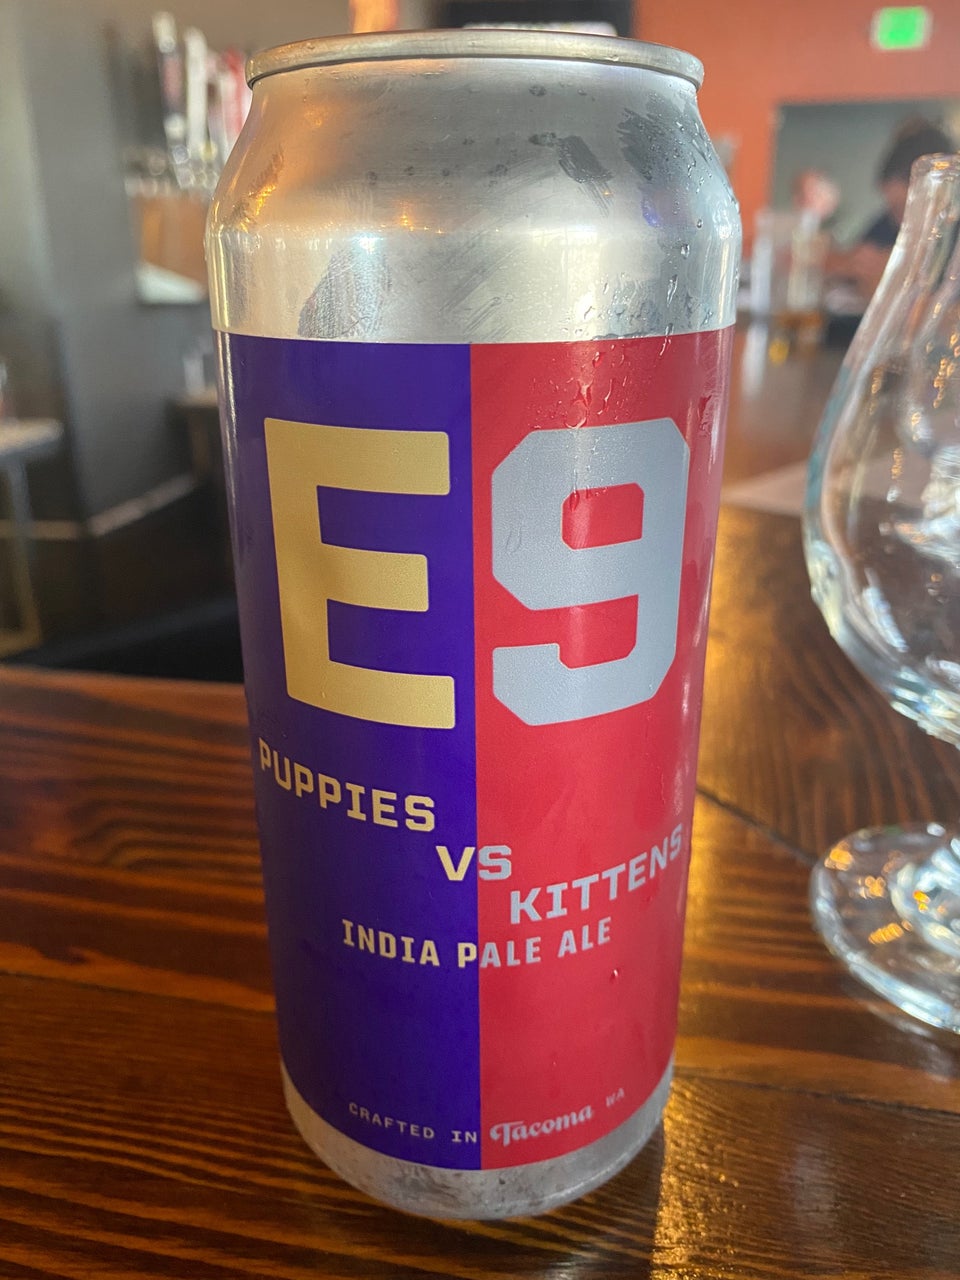 E9
PUPPIES
VS
KITTENS
INDIA PALE ALE
CRAFTED IN Tacoma WA